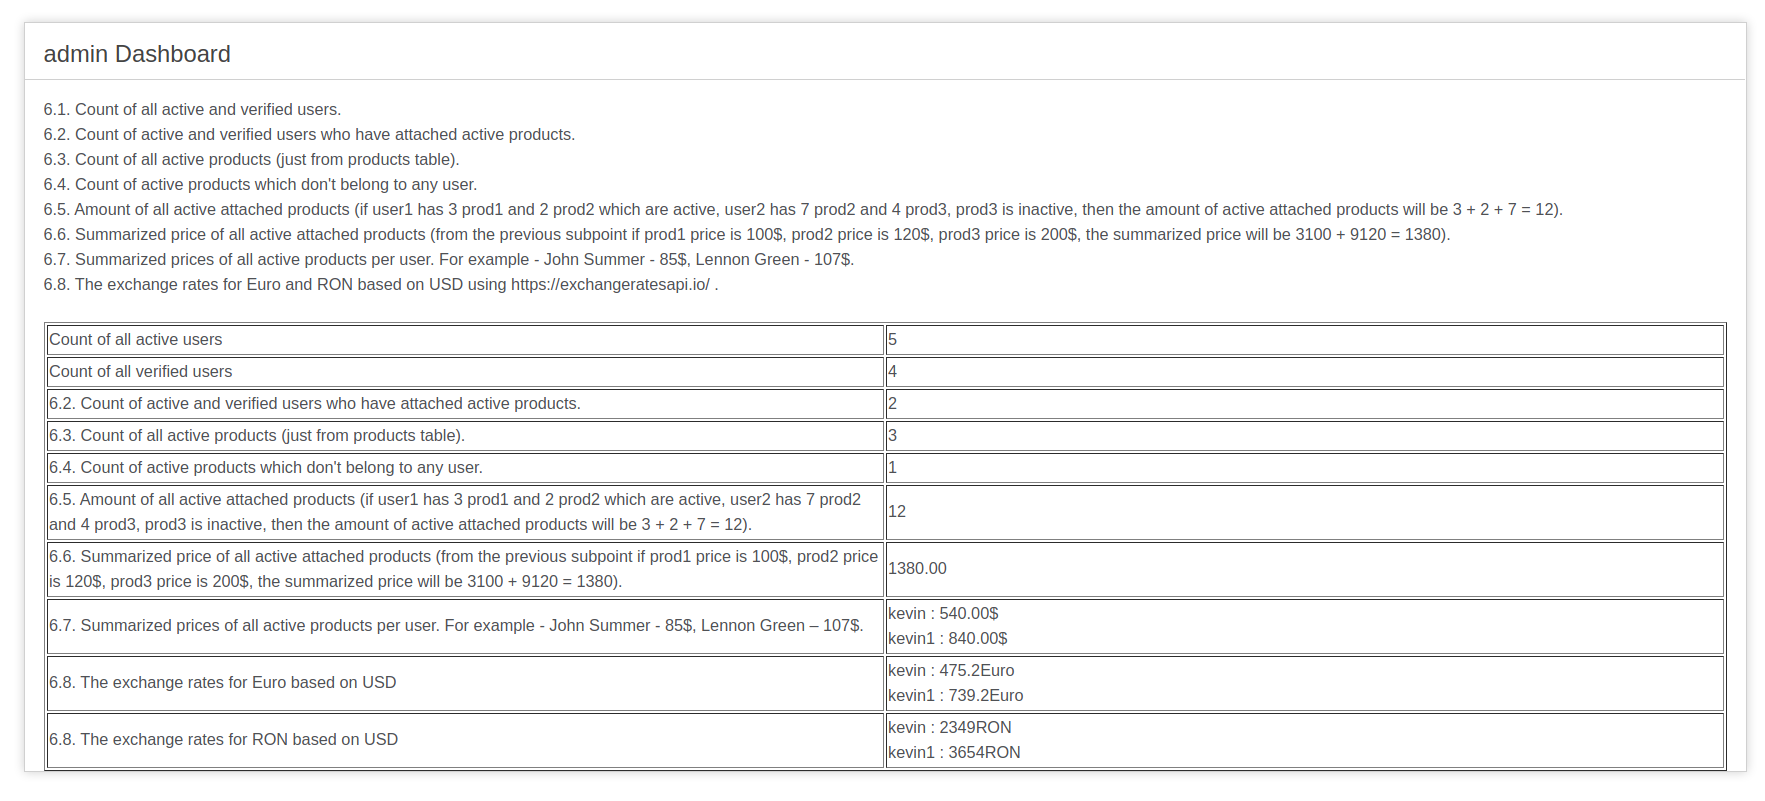 admin Dashboard
6.1. Count of all active and verified users.
6.2. Count of active and verified users who have attached active products.
6.3. Count of all active products (just from products table).
6.4. Count of active products which don't belong to any user.
6.5. Amount of all active attached products (if user1 has 3 prod1 and 2 prod2 which are active, user2 has 7 prod2 and 4 prod3, prod3 is inactive, then the amount of active attached products will be 3 + 2 + 7 = 12).
6.6. Summarized price of all active attached products (from the previous subpoint if prod1 price is 100$, prod2 price is 120$, prod3 price is 200$, the summarized price will be 3100 + 9120 = 1380).
6.7. Summarized prices of all active products per user. For example - John Summer - 85$, Lennon Green - 107$.
6.8. The exchange rates for Euro and RON based on USD using https://exchangeratesapi.io/ .
Count of all active users 5
Count of all verified users 4
6.2. Count of active and verified users who have attached active products. 2
6.3. Count of all active products (just from products table). 3
6.4. Count of active products which don't belong to any user. 1
6.5. Amount of all active attached products (if user1 has 3 prod1 and 2 prod2 which are active, user2 has 7 prod2
and 4 prod3, prod3 is inactive, then the amount of active attached products will be 3 + 2 + 7 = 12).
12
6.6. Summarized price of all active attached products (from the previous subpoint if prod1 price is 100$, prod2 price
is 120$, prod3 price is 200$, the summarized price will be 3100 + 9120 = 1380).
1380.00
6.7. Summarized prices of all active products per user. For example - John Summer - 85$, Lennon Green – 107$.
kevin : 540.00$
kevin1 : 840.00$
6.8. The exchange rates for Euro based on USD
kevin : 475.2Euro
kevin1 : 739.2Euro
6.8. The exchange rates for RON based on USD
kevin : 2349RON
kevin1 : 3654RON